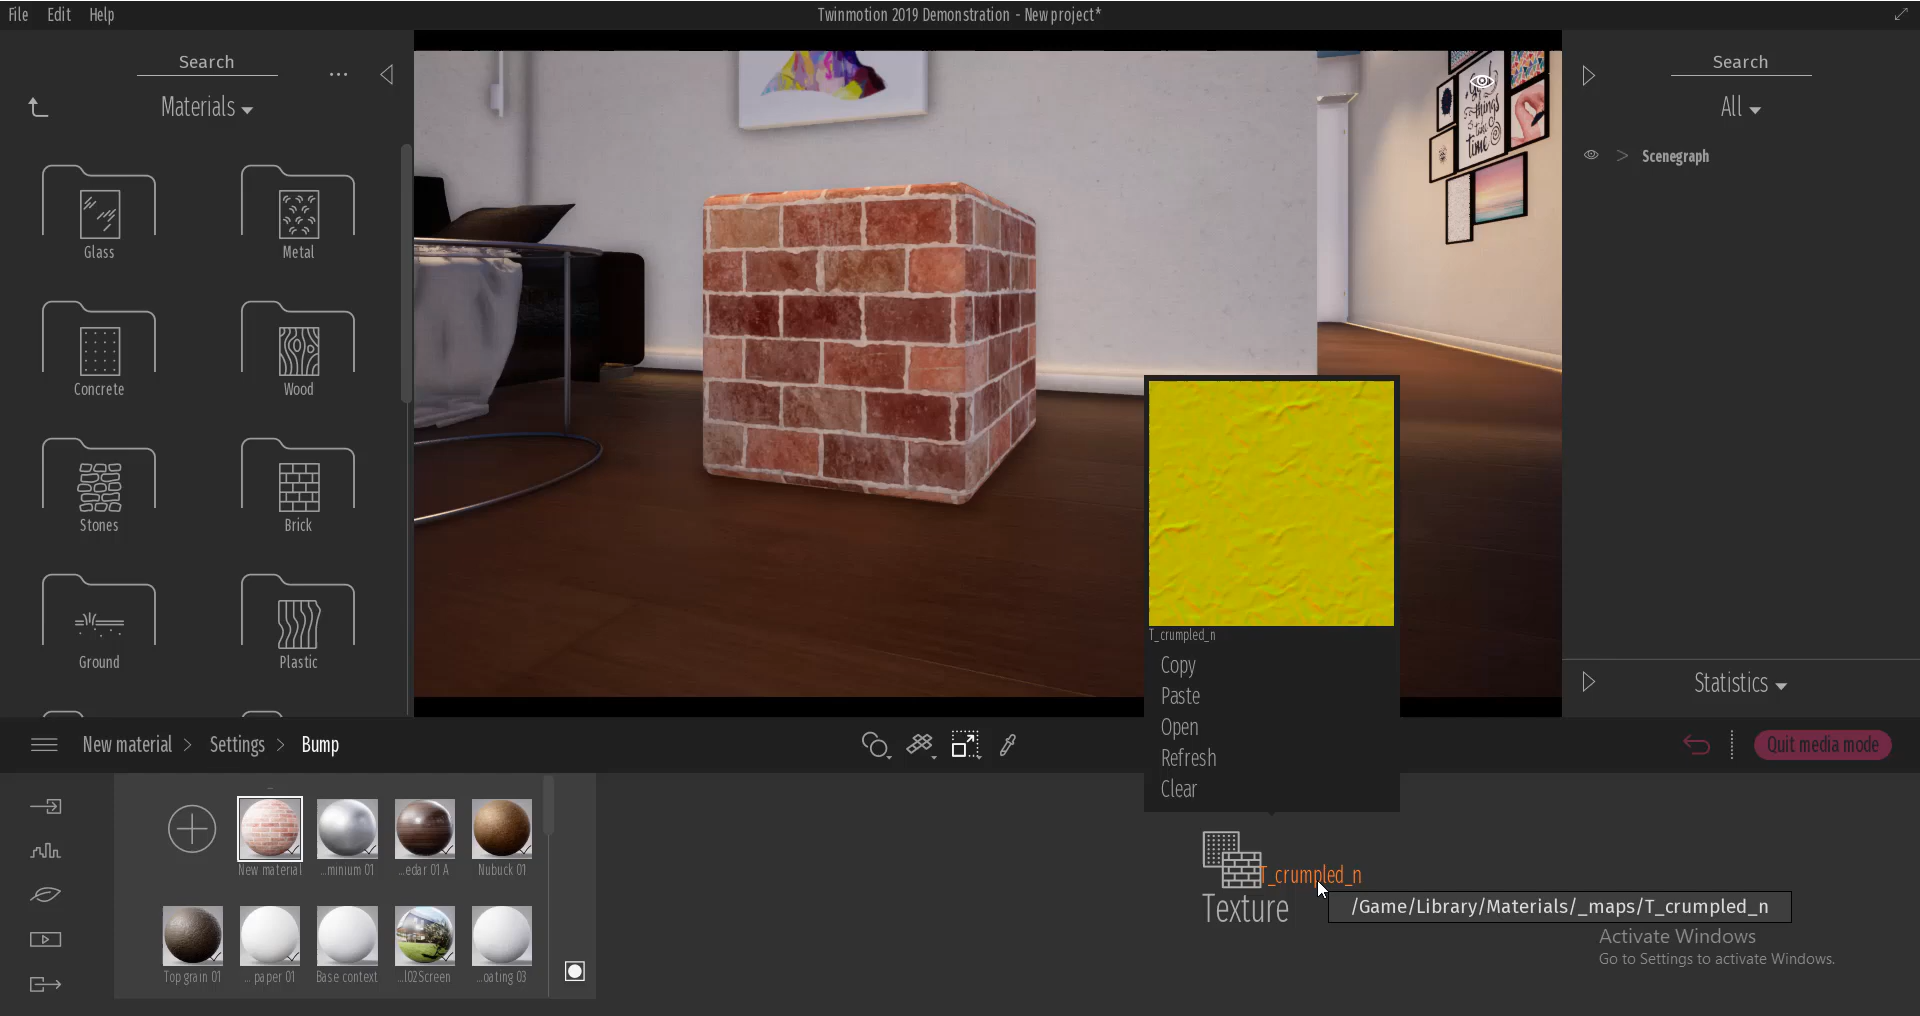 File Edit Help
Twinmotion 2019 Demonstration - New project*
Search
...
Materials
Glass
Metal
Concrete
Wood
Stones
Brick
Ground
Plastic
things
take
time
Search
All
> Scenegraph
Statistics
T_crumpled_n
Copy
Paste
Open
Refresh
Clear
New material > Settings > Bump
Quit media mode
New material
...minium 01
...edar 01 A
Nubuck 01
Top grain 01
... paper 01
Base context
...l02Screen
...oating 03
T_crumpled_n
Texture
/Game/Library/Materials/_maps/T_crumpled_n
Activate Windows
Go to Settings to activate Windows.